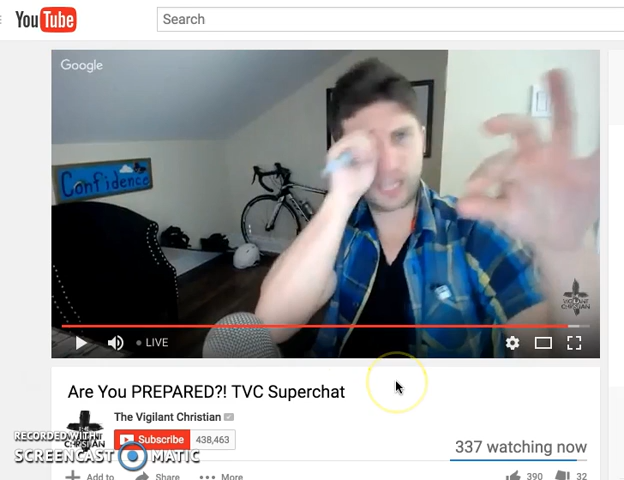 YouTube
Search
Google
Confidence
VIGILANT
CHRISTIAN
LIVE
Are You PREPARED?! TVC Superchat
The Vigilant Christian
Subscribe 438,463
RECORDED WITH
SCREENCAST MATIC
337 watching now
Add to Share More 390 32